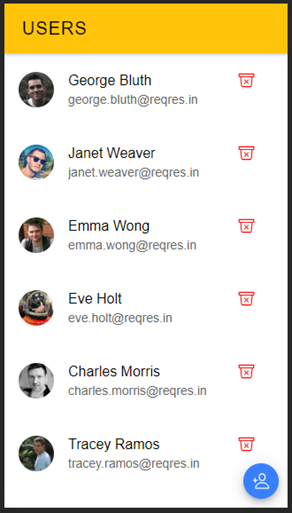 USERS
George Bluth
george.bluth@reqres.in
Janet Weaver
janet.weaver@reqres.in
Emma Wong
emma.wong@reqres.in
Eve Holt
eve.holt@reqres.in
Charles Morris
charles.morris@reqres.in
Tracey Ramos
tracey.ramos@reqres.in